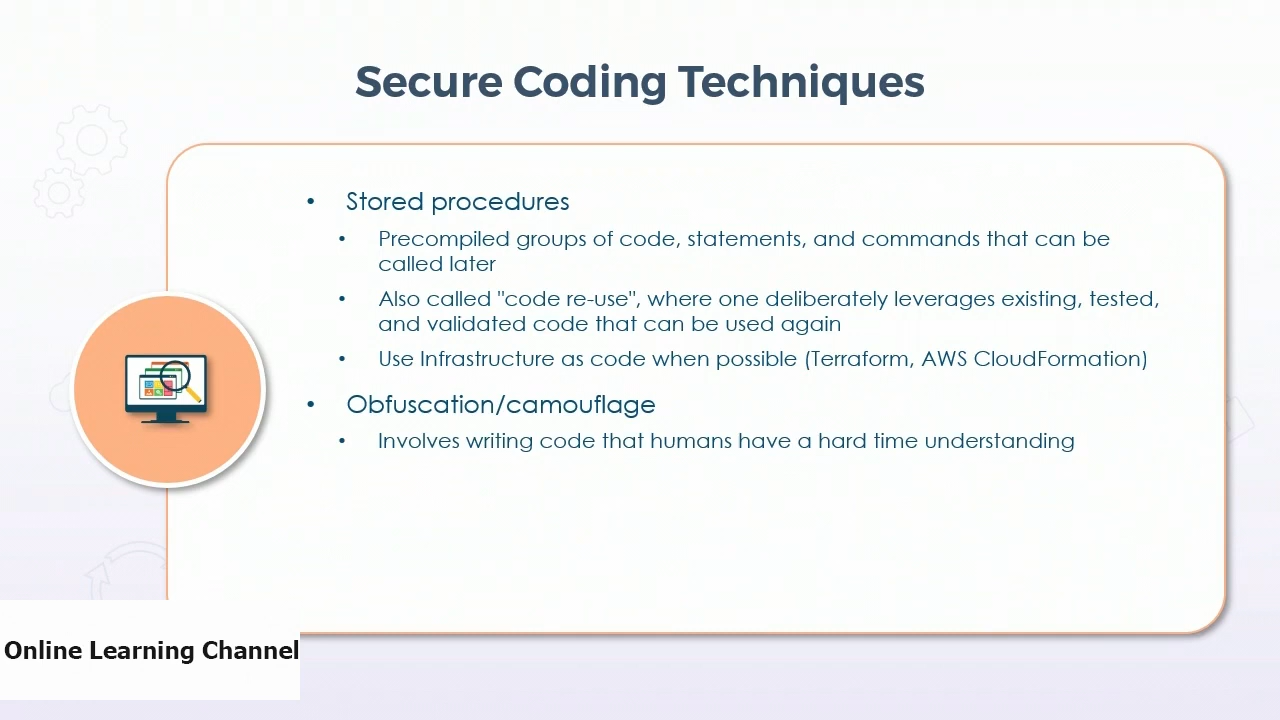 Secure Coding Techniques
• Stored procedures
• Precompiled groups of code, statements, and commands that can be
called later
• Also called "code re-use", where one deliberately leverages existing, tested,
and validated code that can be used again
• Use Infrastructure as code when possible (Terraform, AWS CloudFormation)
• Obfuscation/camouflage
• Involves writing code that humans have a hard time understanding
Online Learning Channel